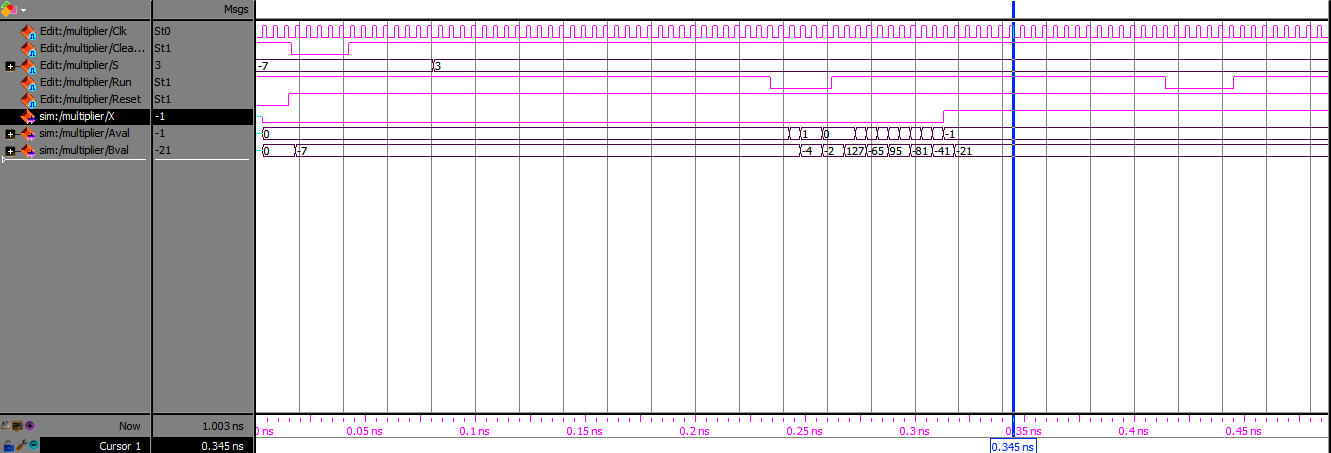 Msgs
Edit:/multiplier/Clk St0
Edit:/multiplier/Clea... St1
Edit:/multiplier/S 3 -7 3
Edit:/multiplier/Run St1
Edit:/multiplier/Reset St1
sim:/multiplier/X -1
sim:/multiplier/Aval -1 0 1 0 -1
sim:/multiplier/Bval -21 0 -7 -4 -2 127 -65 95 -81 -41 -21
Now 1.003 ns 0 ns 0.05 ns 0.1 ns 0.15 ns 0.2 ns 0.25 ns 0.3 ns 0.35 ns 0.4 ns 0.45 ns
Cursor 1 0.345 ns 0.345 ns